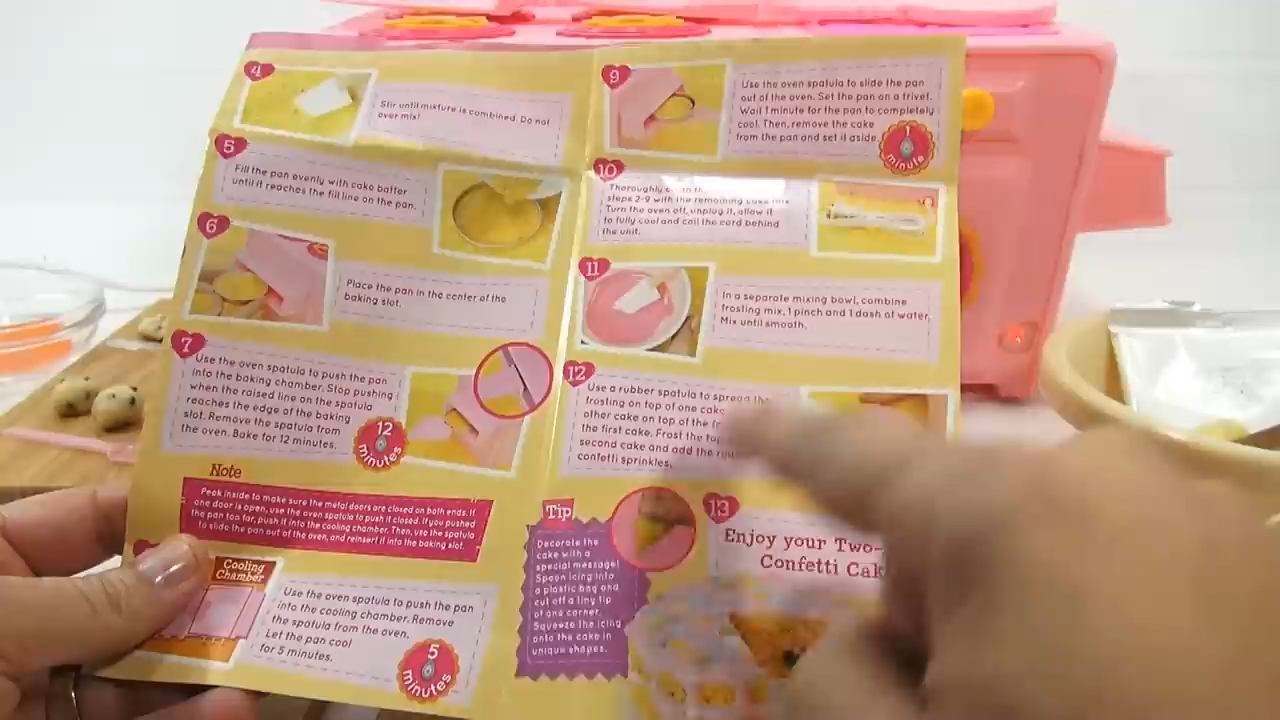 4
Stir until mixture is combined. Do not
over mix!
5
Fill the pan evenly with cake batter
until it reaches the fill line on the pan.
6
Place the pan in the center of the
baking slot.
7
Use the oven spatula to push the pan
into the baking chamber. Stop pushing
when the raised line on the spatula
reaches the edge of the baking
slot. Remove the spatula from
the oven. Bake for 12 minutes.
12
minutes
Note
Peek inside to make sure the metal doors are closed on both ends. If
one door is open, use the oven spatula to push it closed. If you pushed
the pan too far, push it into the cooling chamber. Then, use the spatula
to slide the pan out of the oven, and reinsert it into the baking slot.
Cooling
Chamber
Use the oven spatula to push the pan
into the cooling chamber. Remove
the spatula from the oven.
Let the pan cool
for 5 minutes.
5
minutes
9
Use the oven spatula to slide the pan
out of the oven. Set the pan on a trivet.
Wait 1 minute for the pan to completely
cool. Then, remove the cake
from the pan and set it aside.
1
minute
10
Thoroughly
steps 2-9 with the remaining cake mix
Turn the oven off, unplug it, allow it
to fully cool and coil the cord behind
the unit.
11
In a separate mixing bowl, combine
frosting mix, 1 pinch and 1 dash of water.
Mix until smooth.
12
Use a rubber spatula to spread the
frosting on top of one cake
other cake on top of the
the first cake. Frost the top
second cake and add the
confetti sprinkles.
Tip
Decorate the
cake with a
special message!
Spoon icing into
a plastic bag and
cut off a tiny tip
of one corner.
Squeeze the icing
onto the cake in
unique shapes.
13
Enjoy your Two-
Confetti Cak